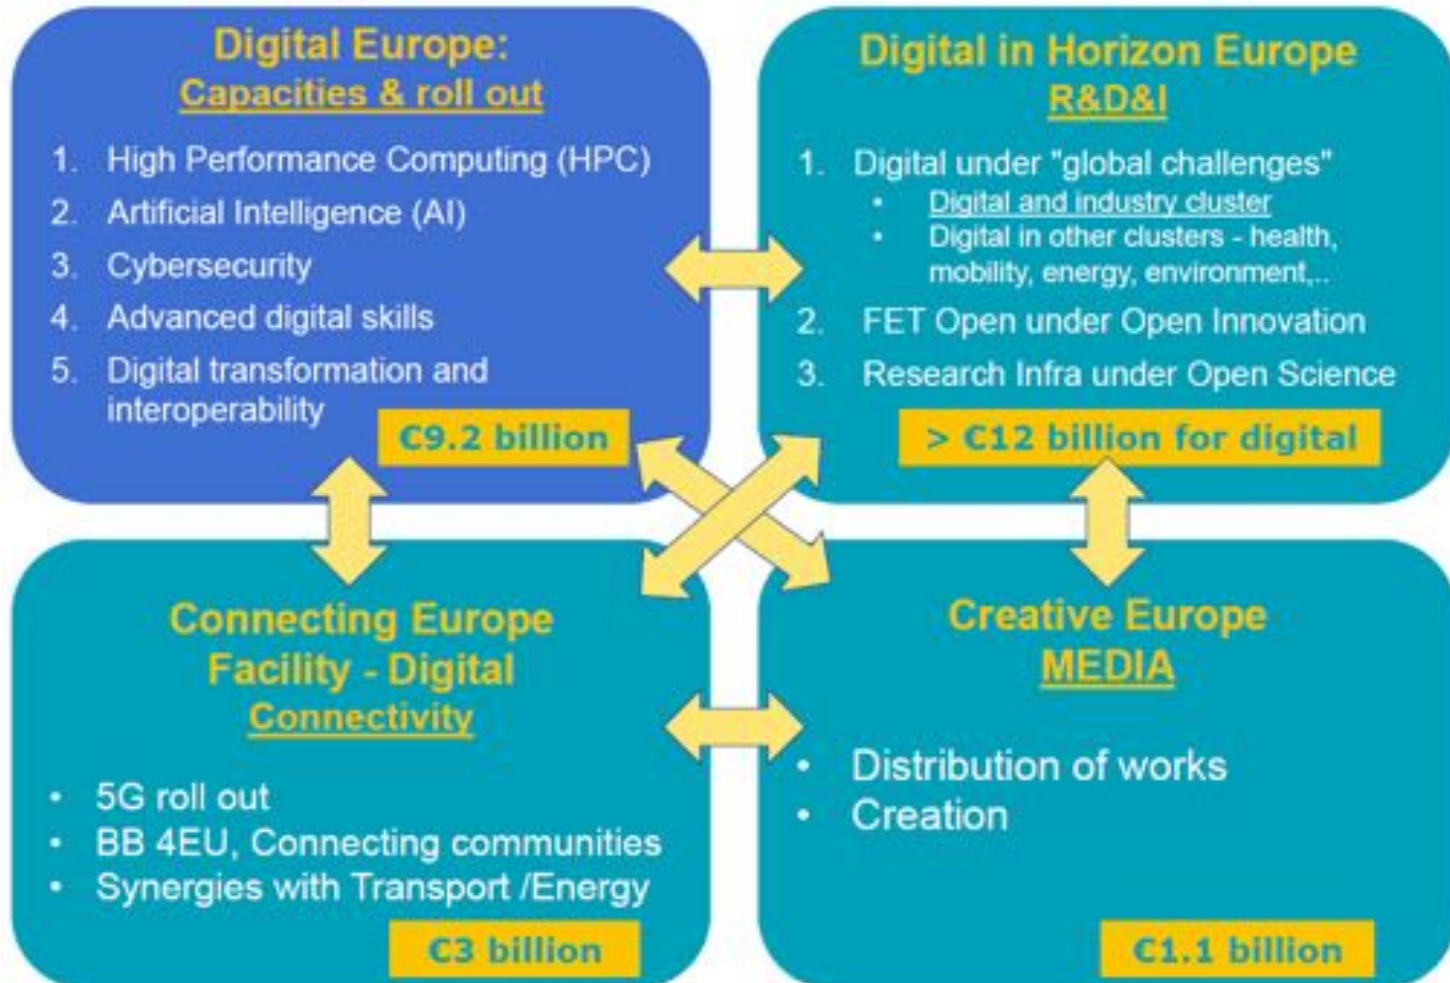 Digital Europe:
Capacities & roll out
1. High Performance Computing (HPC)
2. Artificial Intelligence (AI)
3. Cybersecurity
4. Advanced digital skills
5. Digital transformation and
interoperability
€9.2 billion
Digital in Horizon Europe
R&D&I
1. Digital under "global challenges"
• Digital and industry cluster
• Digital in other clusters - health,
mobility, energy, environment,..
2. FET Open under Open Innovation
3. Research Infra under Open Science
> €12 billion for digital
Connecting Europe
Facility - Digital
Connectivity
• 5G roll out
• BB 4EU, Connecting communities
• Synergies with Transport /Energy
€3 billion
Creative Europe
MEDIA
• Distribution of works
• Creation
€1.1 billion